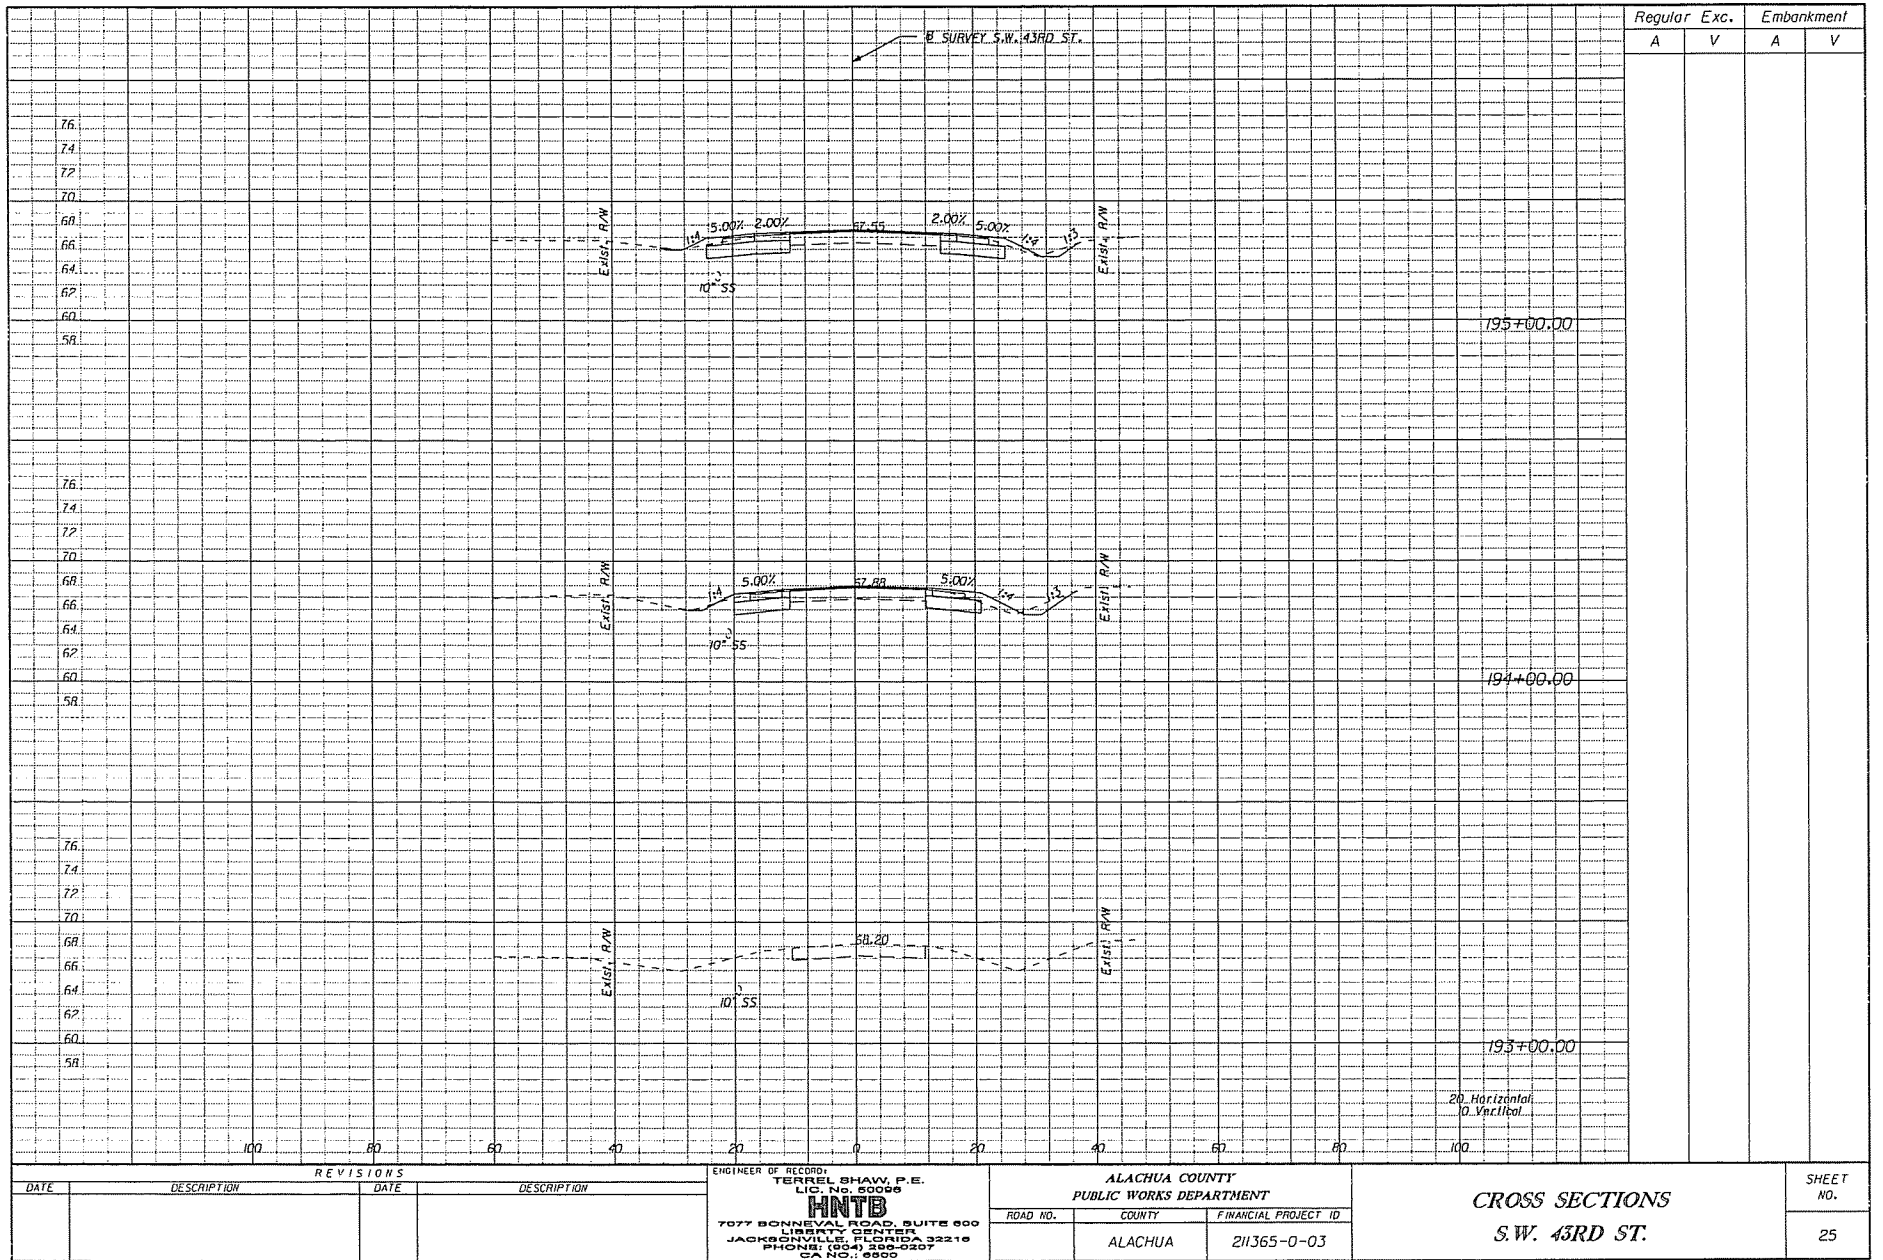 Regular Exc. Embankment
A V A V
B SURVEY S.W. 43RD ST.
76
74
72
70
68
66
64
62
60
58
Exist. R/W
1:4
5.00%
2.00%
67.55
2.00%
5.00%
1:4
1:3
Exist. R/W
10" SS
195+00.00
76
74
72
70
68
66
64
62
60
58
Exist. R/W
1:4
5.00%
67.88
5.00%
1:4
1:3
Exist. R/W
10" SS
194+00.00
76
74
72
70
68
66
64
62
60
58
Exist. R/W
68.20
Exist. R/W
10" SS
193+00.00
20 Horizontal
10 Vertical
100 80 60 40 20 0 20 40 60 80 100
REVISIONS
DATE DESCRIPTION DATE DESCRIPTION
ENGINEER OF RECORD:
TERREL SHAW, P.E.
LIC. No. 50096
HNTB
7077 BONNEVAL ROAD, SUITE 600
LIBERTY CENTER
JACKSONVILLE, FLORIDA 32216
PHONE: (904) 296-0207
CA NO.: 6500
ALACHUA COUNTY
PUBLIC WORKS DEPARTMENT
ROAD NO. COUNTY FINANCIAL PROJECT ID
ALACHUA 211365-0-03
CROSS SECTIONS
S.W. 43RD ST.
SHEET
NO.
25